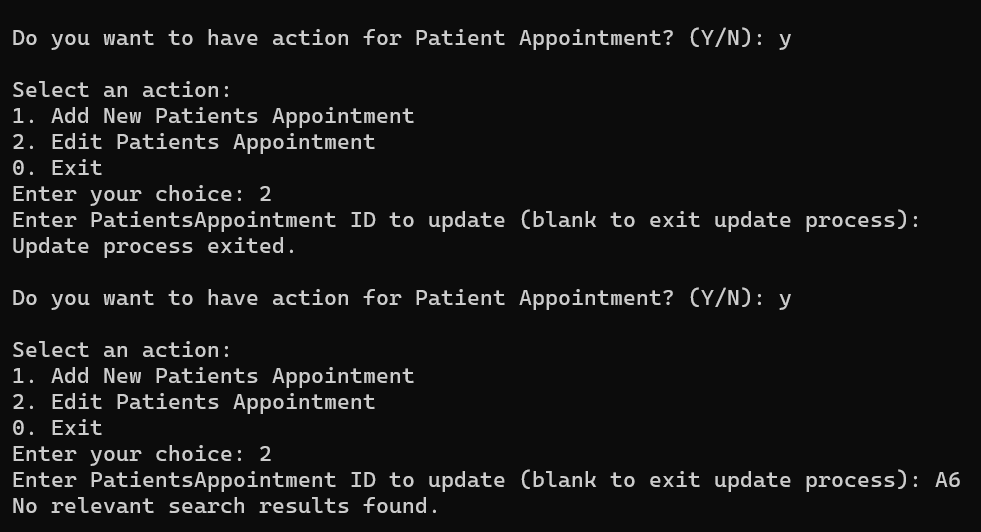 Do you want to have action for Patient Appointment? (Y/N): y
Select an action:
1. Add New Patients Appointment
2. Edit Patients Appointment
0. Exit
Enter your choice: 2
Enter PatientsAppointment ID to update (blank to exit update process):
Update process exited.
Do you want to have action for Patient Appointment? (Y/N): y
Select an action:
1. Add New Patients Appointment
2. Edit Patients Appointment
0. Exit
Enter your choice: 2
Enter PatientsAppointment ID to update (blank to exit update process): A6
No relevant search results found.